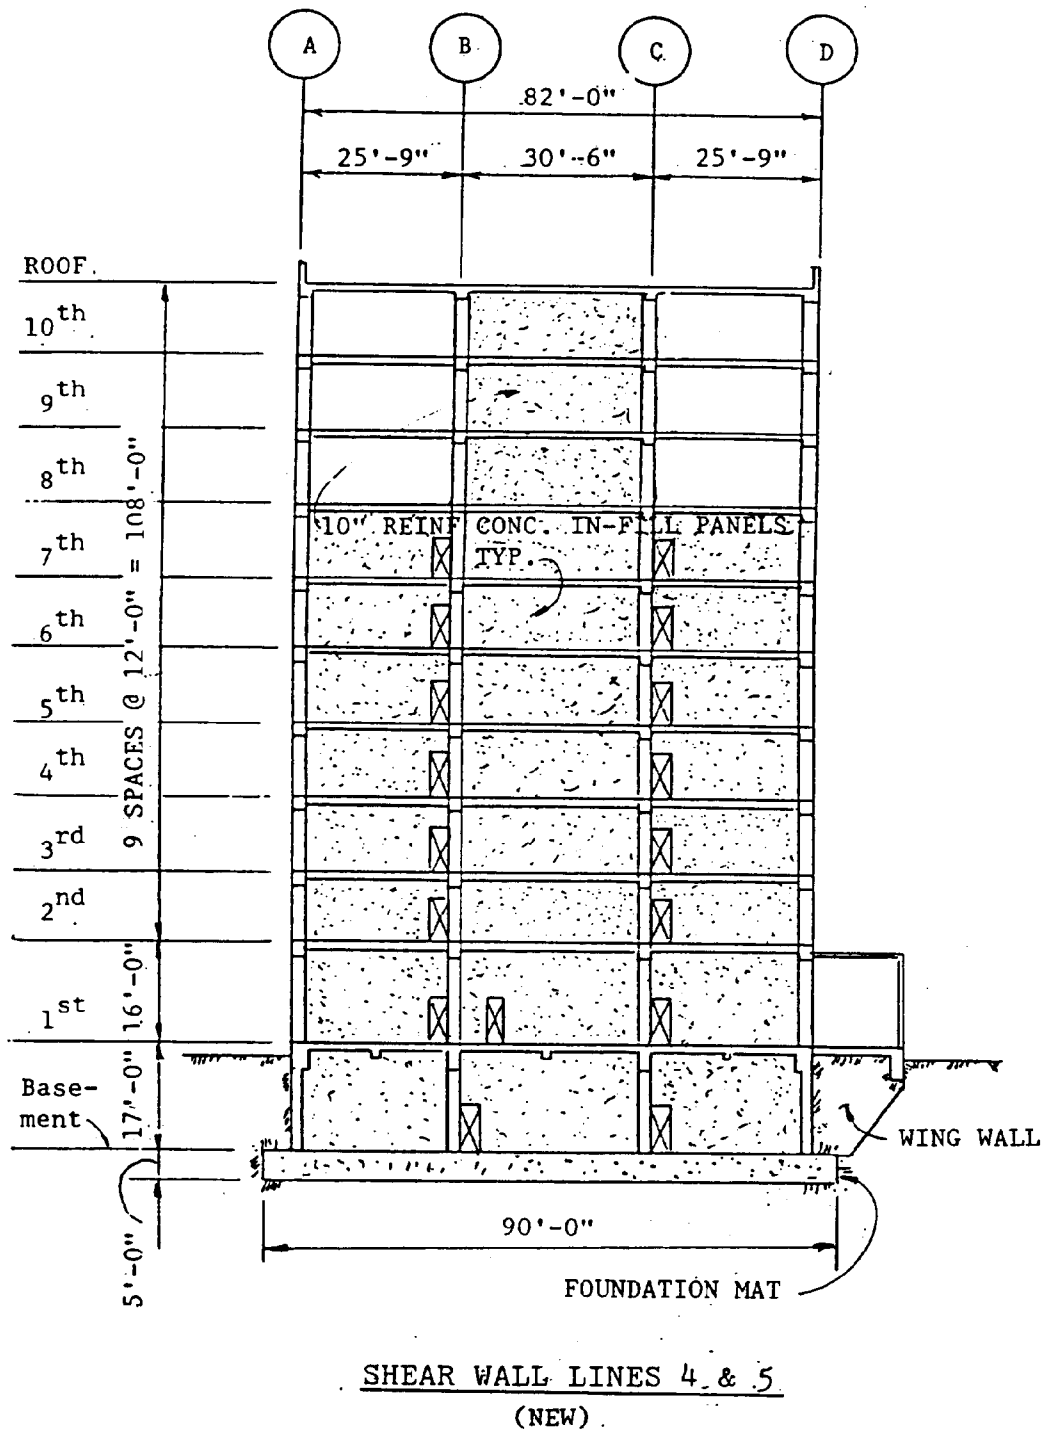 A B C D
82'-0"
25'-9" 30'-6" 25'-9"
ROOF.
10th
9th
8th
7th
6th
5th
4th
3rd
2nd
1st
Base-
ment
9 SPACES @ 12'-0" = 108'-0"
16'-0"
17'-0"
5'-0"
10" REINF CONC. IN-FILL PANELS
TYP.
WING WALL
90'-0"
FOUNDATION MAT
SHEAR WALL LINES 4 & 5
(NEW)